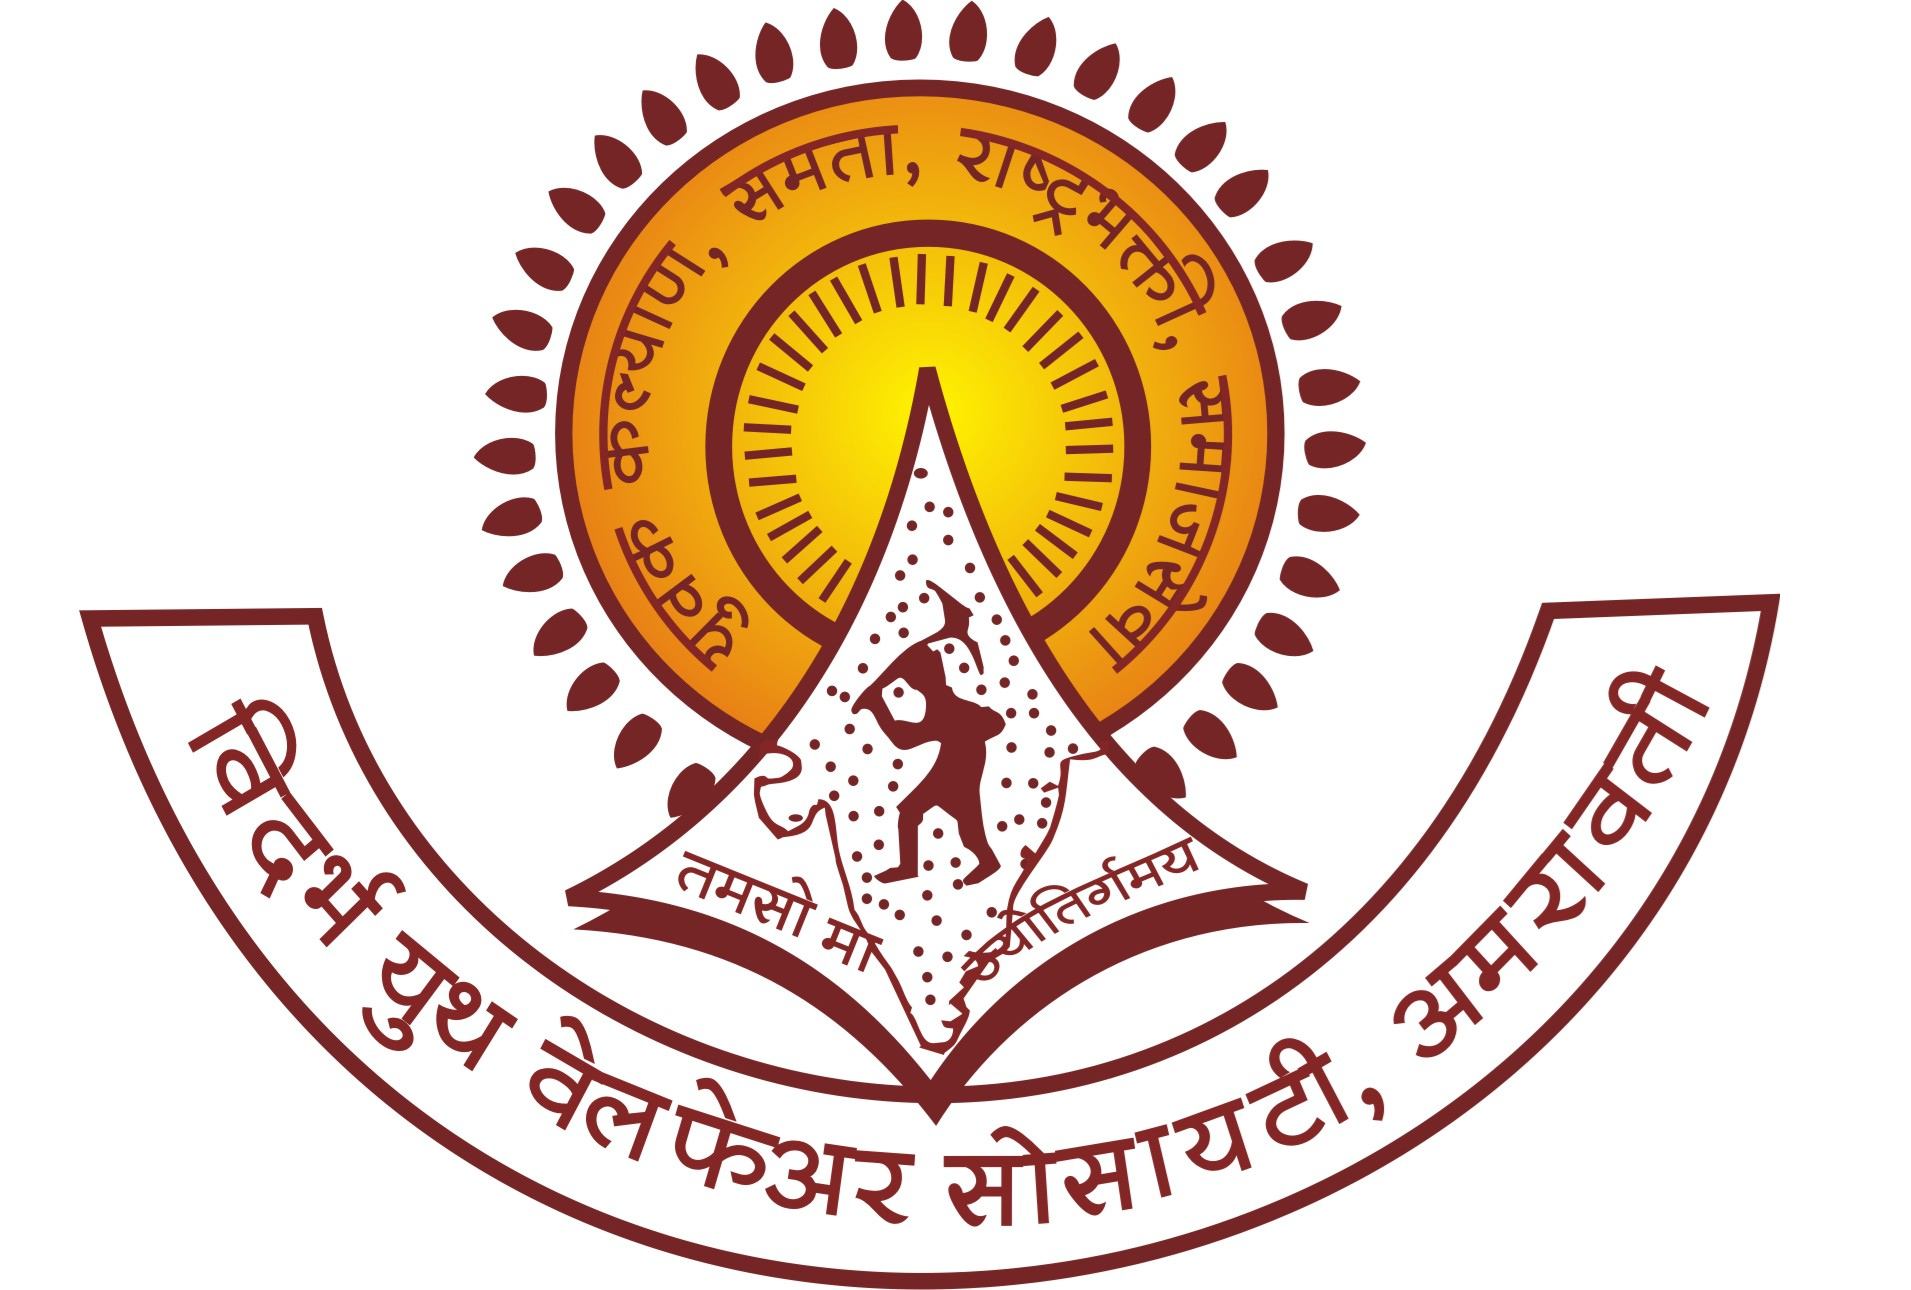 युवक कल्याण, समता, राष्ट्रभक्ती, समाजसेवा
तमसो मा ज्योतिर्गमय
विदर्भ युथ वेलफेअर सोसायटी, अमरावती